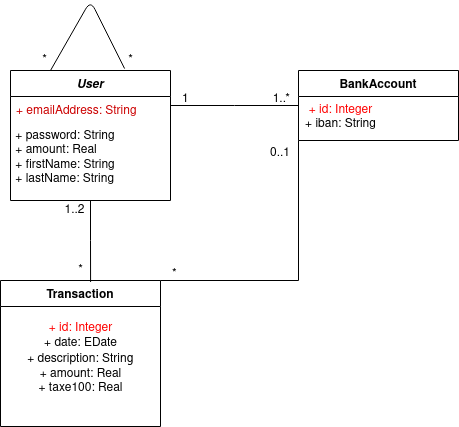 * *
User
+ emailAddress: String
+ password: String
+ amount: Real
+ firstName: String
+ lastName: String
1 1..*
BankAccount
+ id: Integer
+ iban: String
0..1
1..2
*
*
Transaction
+ id: Integer
+ date: EDate
+ description: String
+ amount: Real
+ taxe100: Real